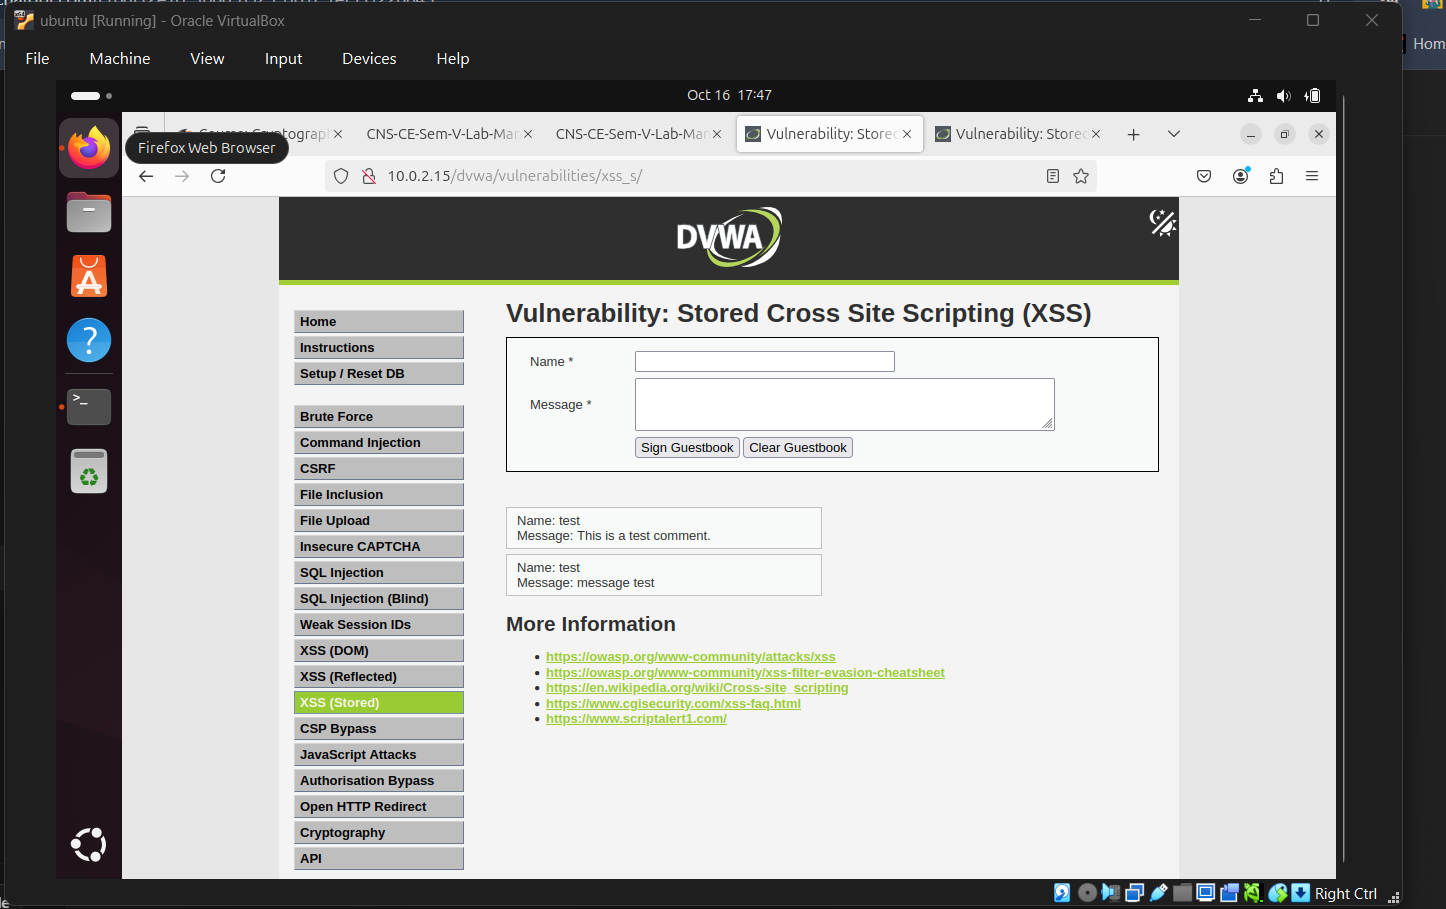 ubuntu [Running] - Oracle VirtualBox
File Machine View Input Devices Help
Hom
Oct 16 17:47
CNS-CE-Sem-V-Lab-Man
CNS-CE-Sem-V-Lab-Man
Vulnerability: Stored
Vulnerability: Stored
Firefox Web Browser
10.0.2.15/dvwa/vulnerabilities/xss_s/
DVWA
Home
Instructions
Setup / Reset DB
Brute Force
Command Injection
CSRF
File Inclusion
File Upload
Insecure CAPTCHA
SQL Injection
SQL Injection (Blind)
Weak Session IDs
XSS (DOM)
XSS (Reflected)
XSS (Stored)
CSP Bypass
JavaScript Attacks
Authorisation Bypass
Open HTTP Redirect
Cryptography
API
Vulnerability: Stored Cross Site Scripting (XSS)
Name *
Message *
Sign Guestbook Clear Guestbook
Name: test
Message: This is a test comment.
Name: test
Message: message test
More Information
https://owasp.org/www-community/attacks/xss
https://owasp.org/www-community/xss-filter-evasion-cheatsheet
https://en.wikipedia.org/wiki/Cross-site_scripting
https://www.cgisecurity.com/xss-faq.html
https://www.scriptalert1.com/
Right Ctrl